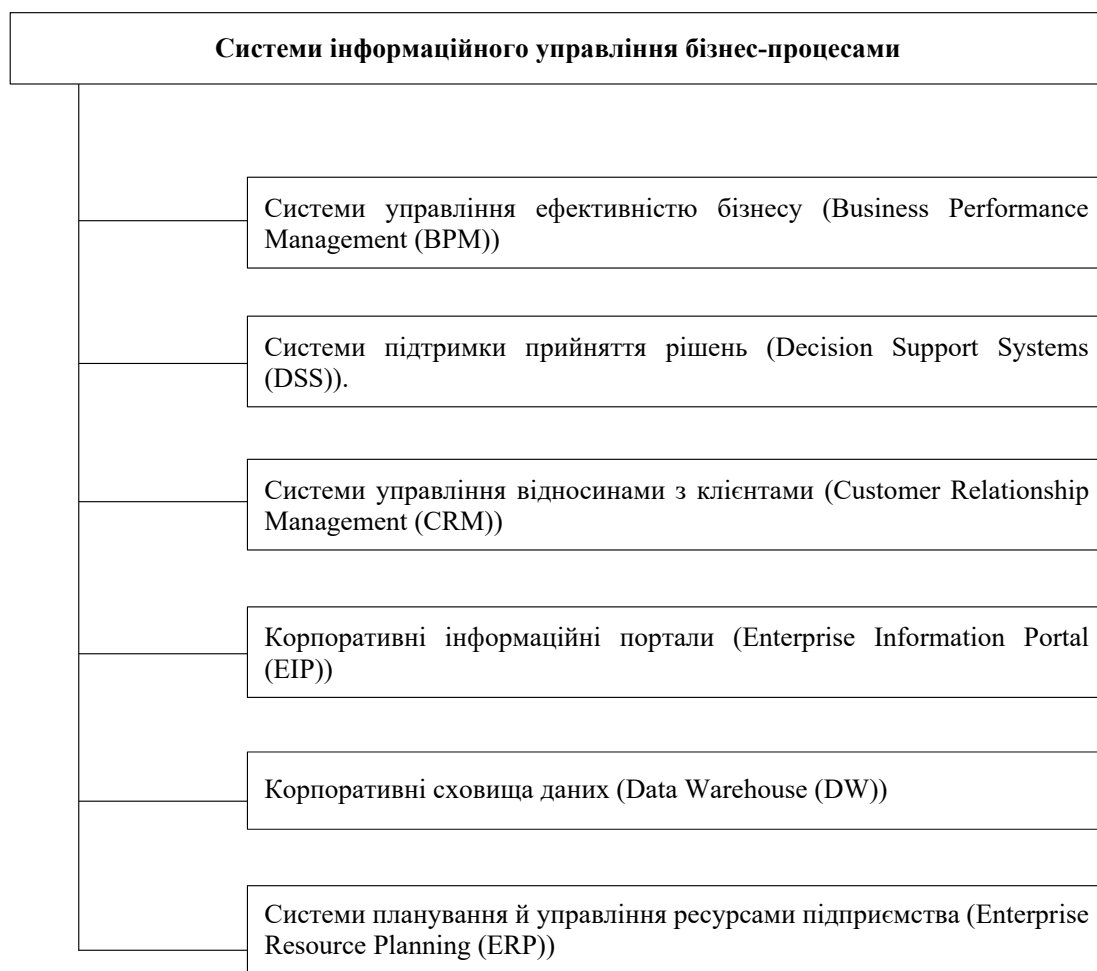 Системи інформаційного управління бізнес-процесами
Системи управління ефективністю бізнесу (Business Performance
Management (BPM))
Системи підтримки прийняття рішень (Decision Support Systems
(DSS)).
Системи управління відносинами з клієнтами (Customer Relationship
Management (CRM))
Корпоративні інформаційні портали (Enterprise Information Portal
(EIP))
Корпоративні сховища даних (Data Warehouse (DW))
Системи планування й управління ресурсами підприємства (Enterprise
Resource Planning (ERP))